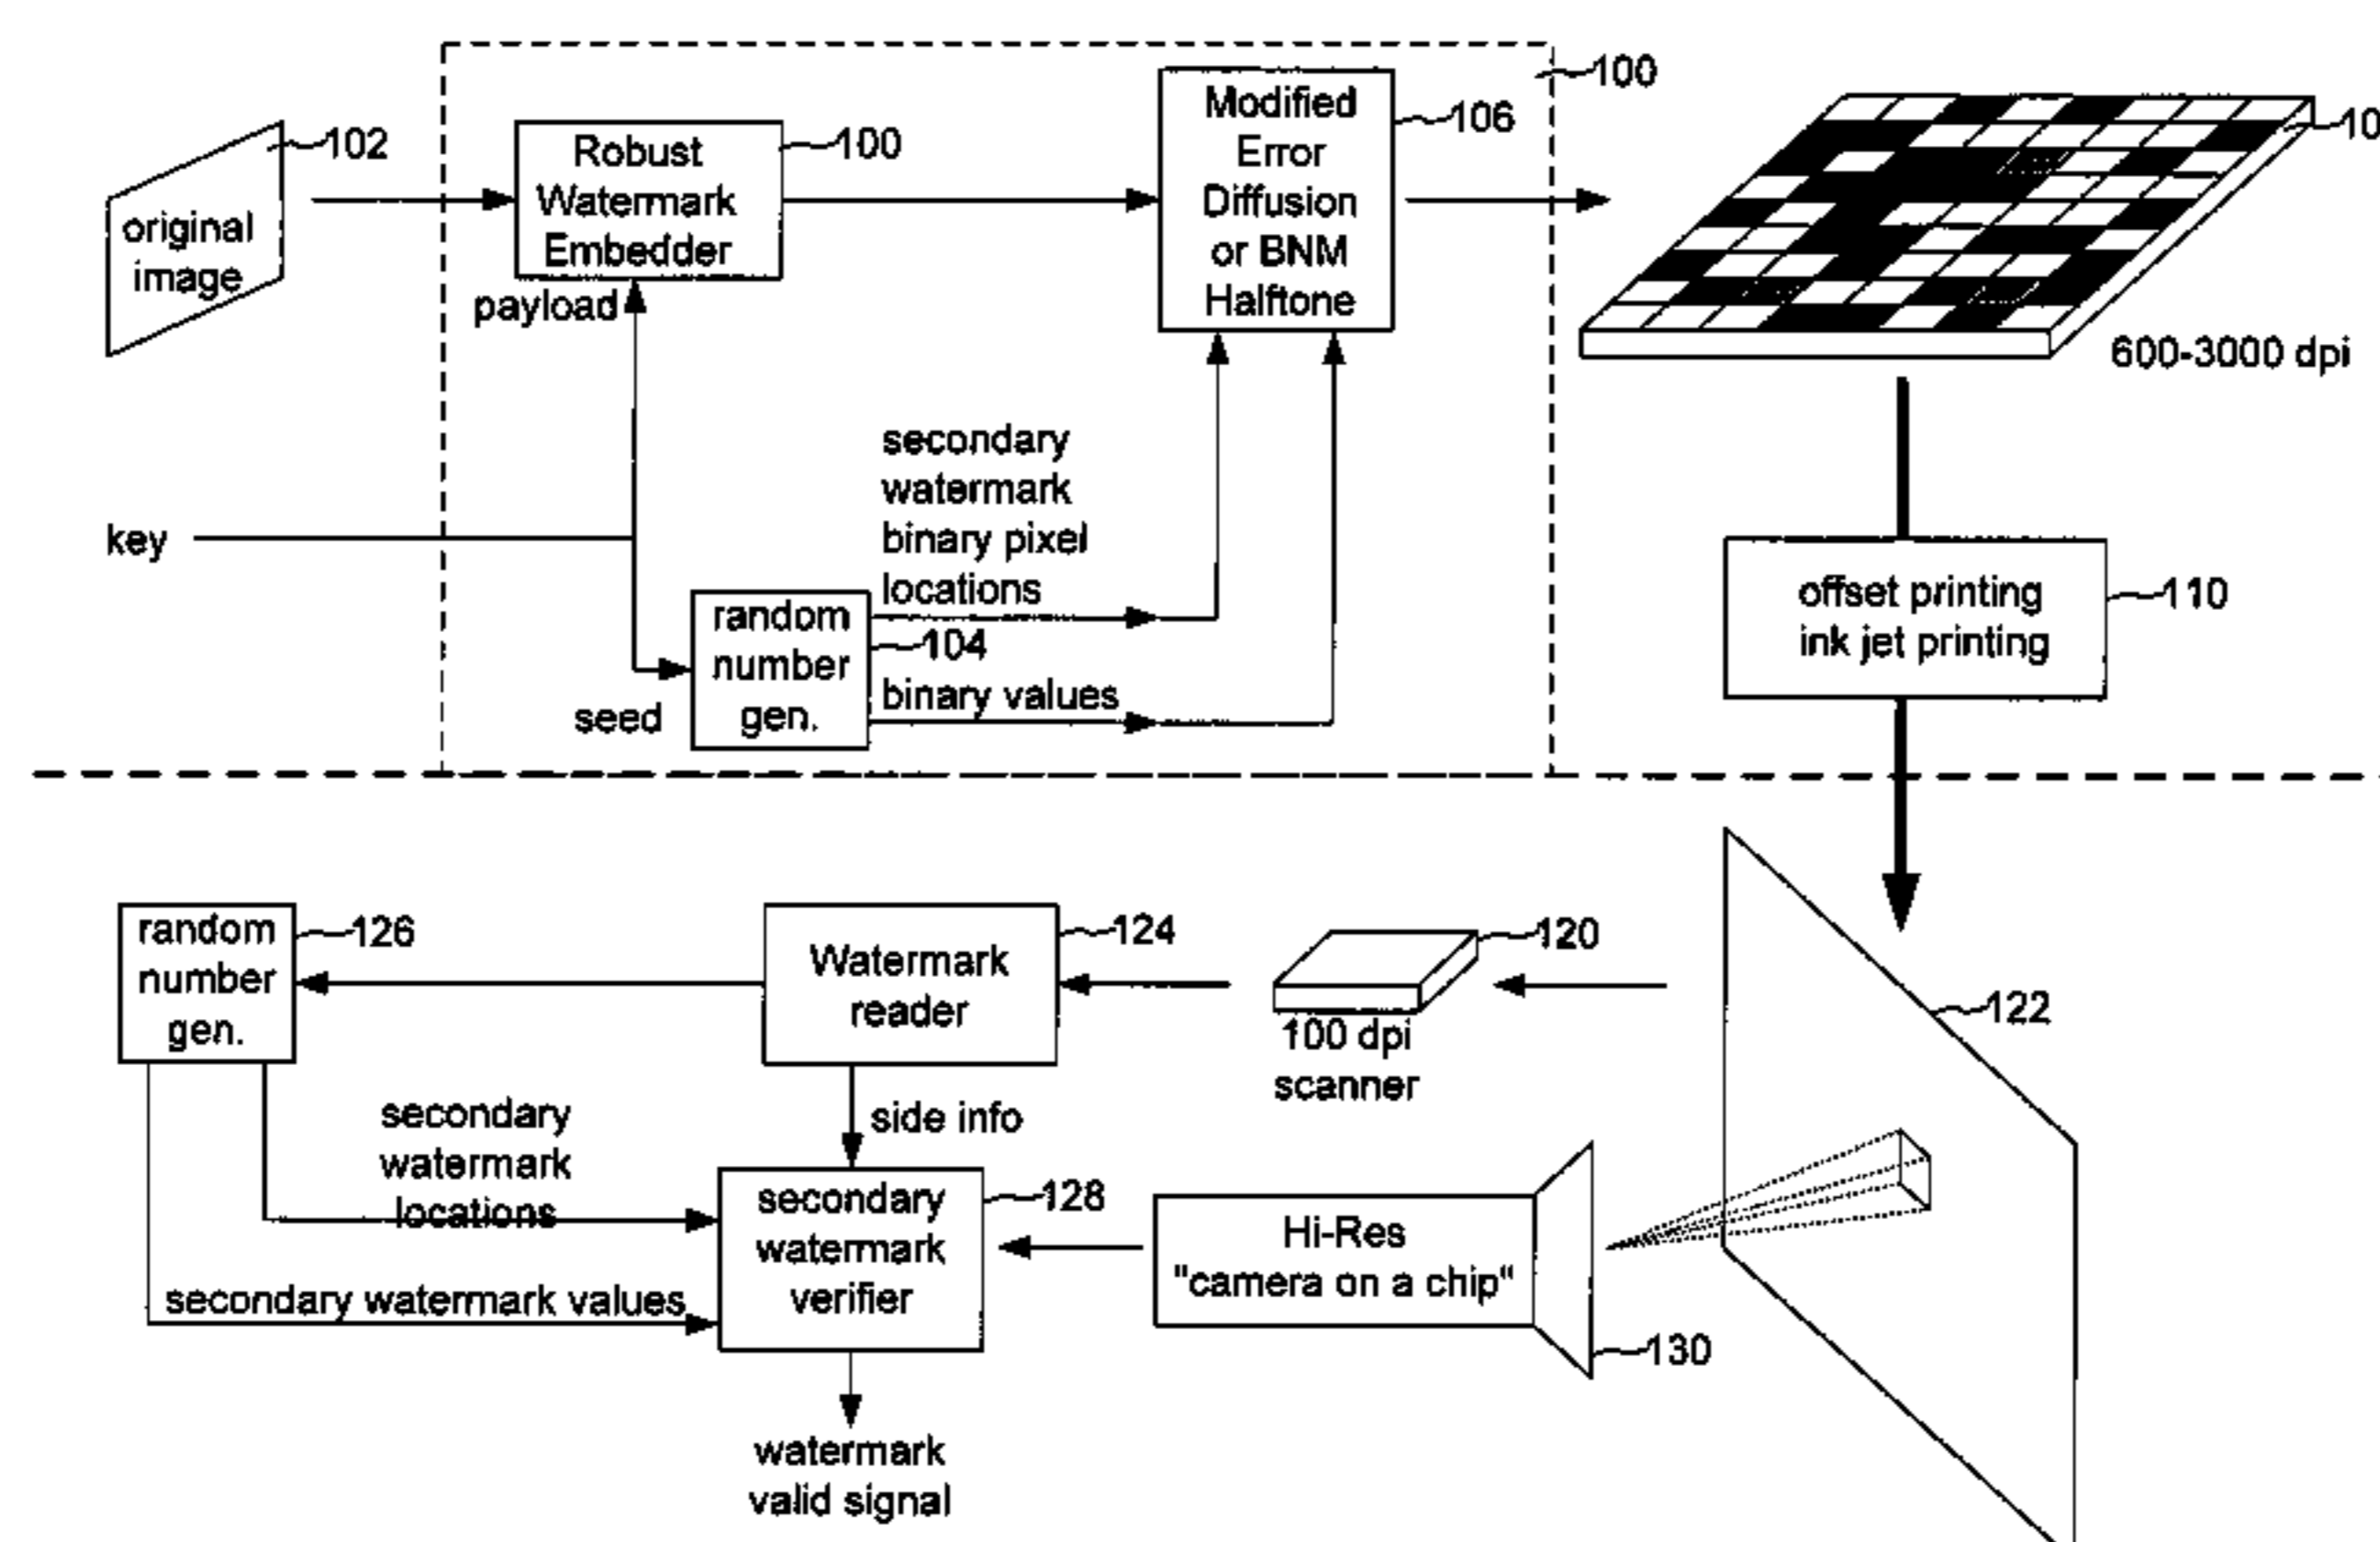 100
102
original
image
Robust
Watermark
Embedder
100
Modified
Error
Diffusion
or BNM
Halftone
106
10
600-3000 dpi
payload
key
secondary
watermark
binary pixel
locations
random
number
gen.
104
binary values
seed
offset printing
ink jet printing
110
random
number
gen.
126
Watermark
reader
124
120
100 dpi
scanner
122
side info
secondary
watermark
locations
secondary watermark values
secondary
watermark
verifier
128
Hi-Res
"camera on a chip"
130
watermark
valid signal